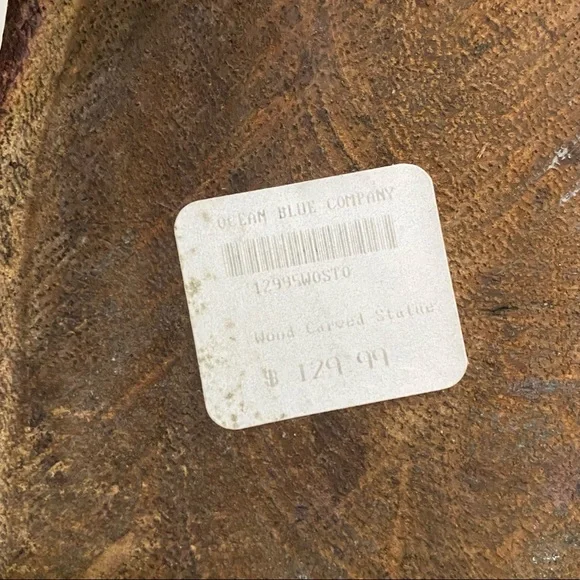 OCEAN BLUE COMPANY
12995WOSTO
Wood Carved Statue
$ 129.99